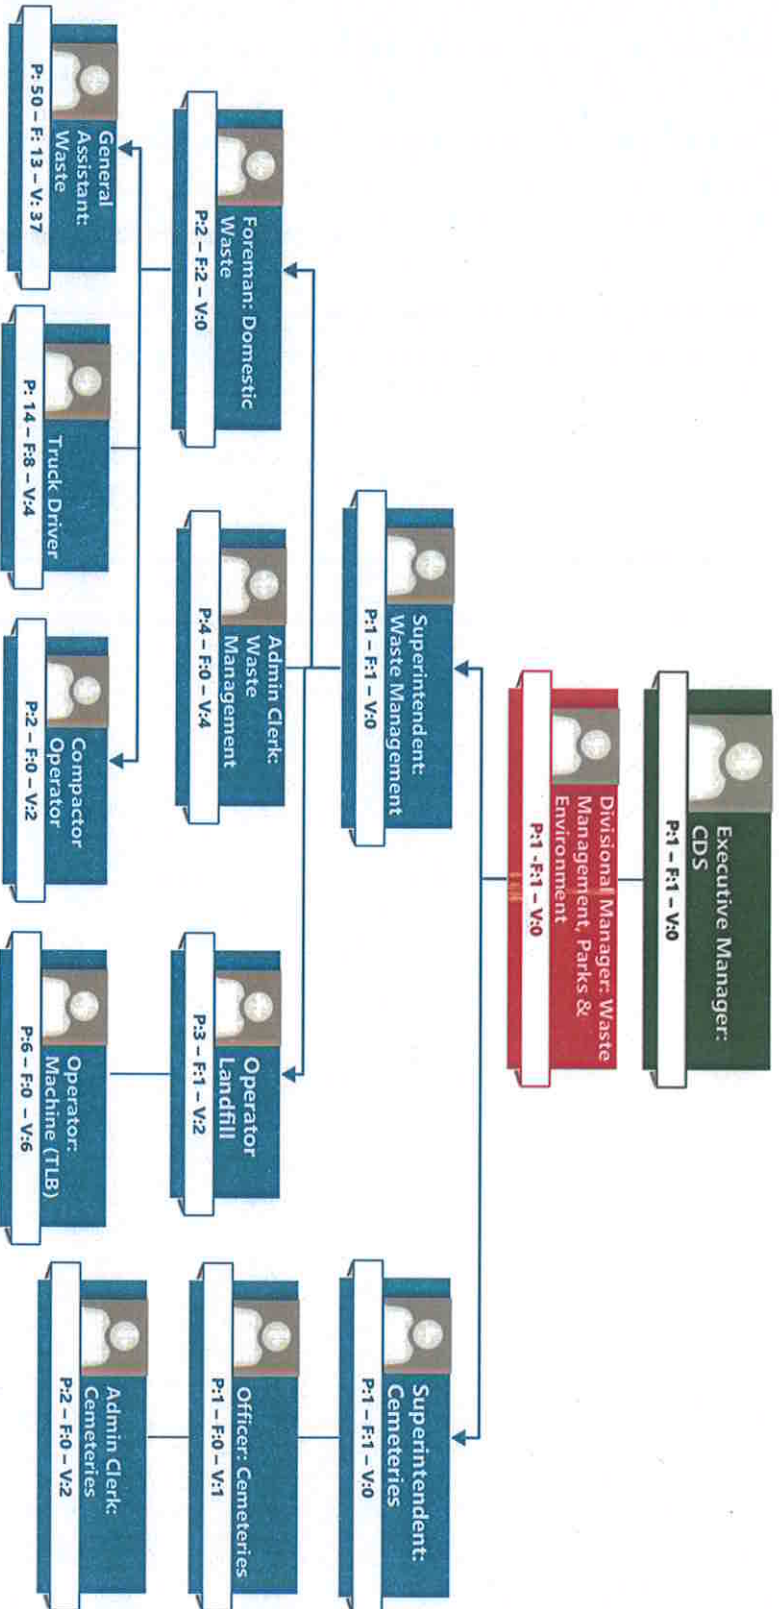 Executive Manager:
CDS
P:1 – F:1 – V:0
Divisional Manager: Waste
Management, Parks &
Environment
P:1 -F:1 – V:0
Superintendent:
Waste Management
P:1 – F:1 – V:0
Superintendent:
Cemeteries
P:1 – F:1 – V:0
Foreman: Domestic
Waste
P:2 – F:2 – V:0
Admin Clerk:
Waste
Management
P:4 – F:0 – V:4
Operator
Landfill
P:3 – F:1 – V:2
Officer: Cemeteries
P:1 – F:0 – V:1
General
Assistant:
Waste
P: 50 – F: 13 – V: 37
Truck Driver
P: 14 – F:8 – V:4
Compactor
Operator
P:2 – F:0 – V:2
Operator:
Machine (TLB)
P:6 – F:0 – V:6
Admin Clerk:
Cemeteries
P:2 – F:0 – V:2